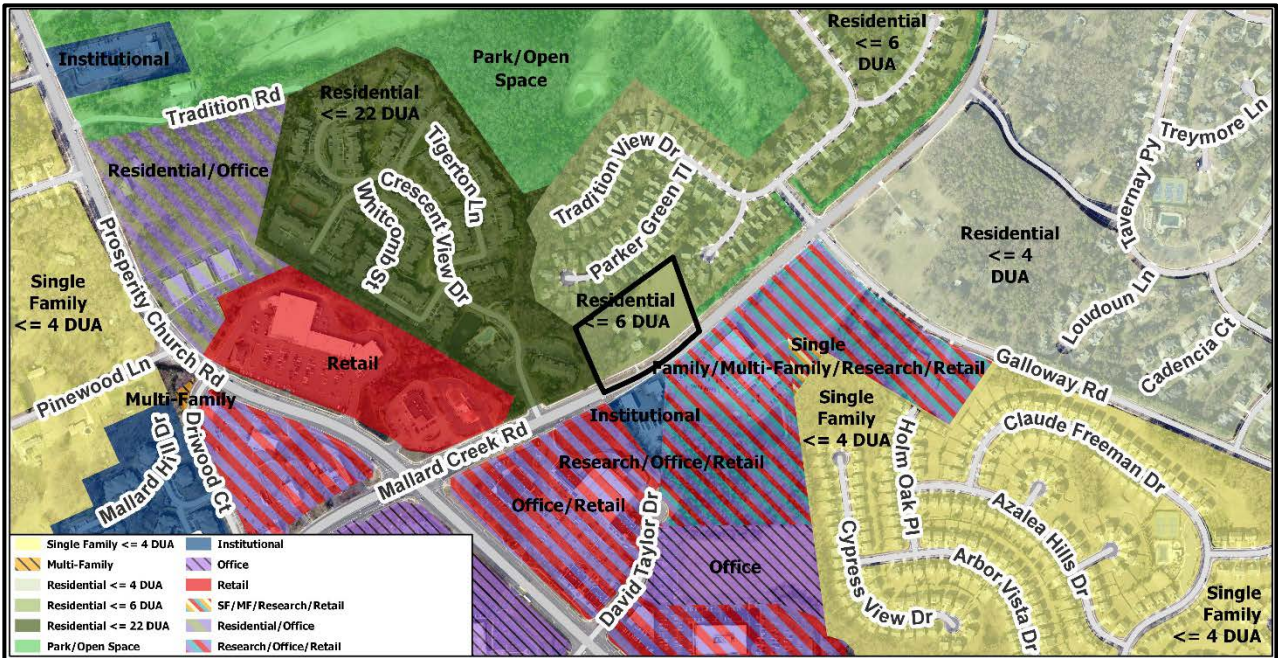 Institutional
Park/Open
Space
Residential
<= 6
DUA
Tradition Rd
Residential
<= 22 DUA
Treymore Ln
Residential/Office
Tigerton Ln
Crescent View Dr
Whitcomb St
Tradition View Dr
Parker Green Tl
Tavernay Py
Residential
<= 4
DUA
Prosperity Church Rd
Single
Family
<= 4 DUA
Residential
<= 6 DUA
Loudoun Ln
Cadencia Ct
Retail
Single
Family/Multi-Family/Research/Retail
Galloway Rd
Pinewood Ln
Multi-Family
Driwood Ct
Mallard Hill Dr
Mallard Creek Rd
Institutional
Single
Family
<= 4 DUA
Holm Oak Pl
Claude Freeman Dr
Research/Office/Retail
Office/Retail
Azalea Hills Dr
David Taylor Dr
Cypress View Dr
Arbor Vista Dr
Office
Single
Family
<= 4 DUA
Single Family <= 4 DUA
Multi-Family
Residential <= 4 DUA
Residential <= 6 DUA
Residential <= 22 DUA
Park/Open Space
Institutional
Office
Retail
SF/MF/Research/Retail
Residential/Office
Research/Office/Retail